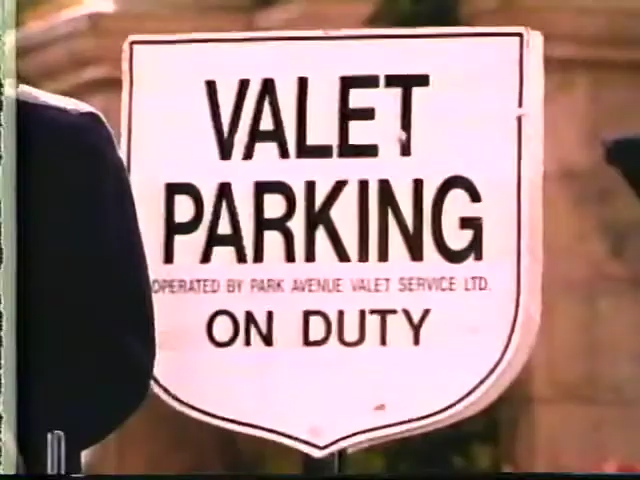 VALET
PARKING
OPERATED BY PARK AVENUE VALET SERVICE LTD.
ON DUTY